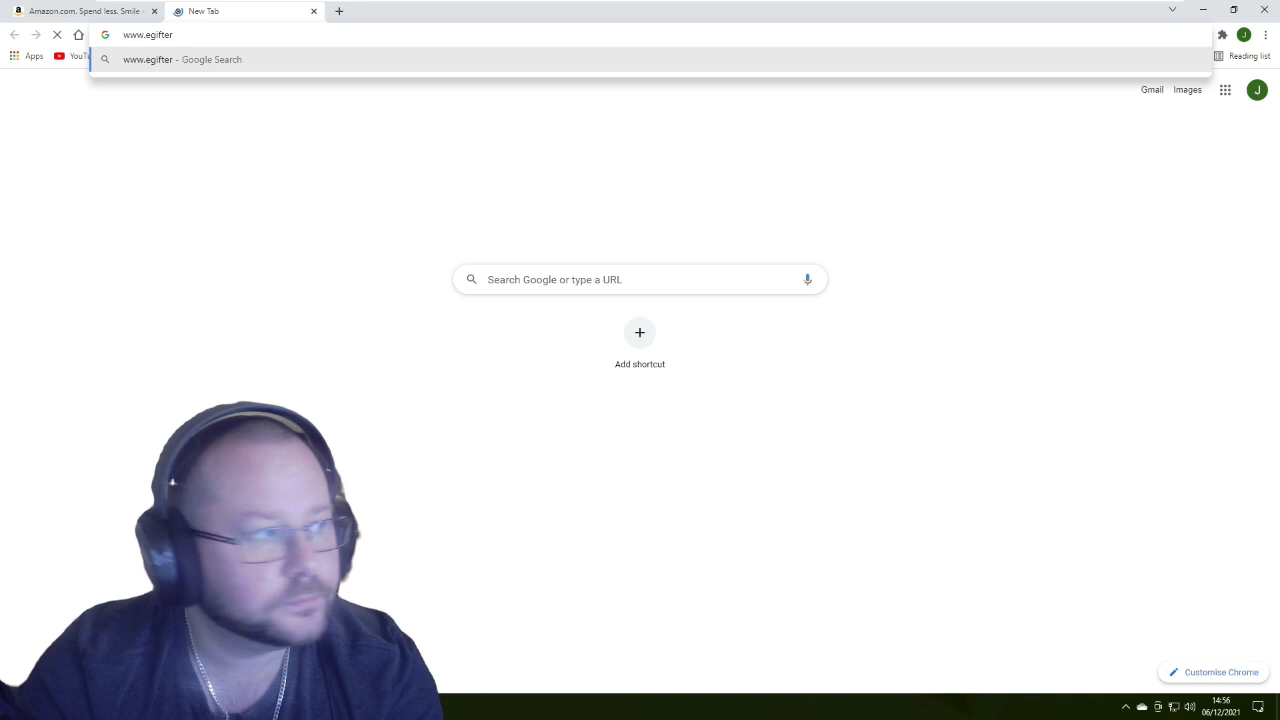 Amazon.com. Spend less. Smile
New Tab
www.egifter
Apps
YouT
www.egifter - Google Search
Reading list
J
Gmail
Images
J
Search Google or type a URL
Add shortcut
Customise Chrome
14:56
06/12/2021